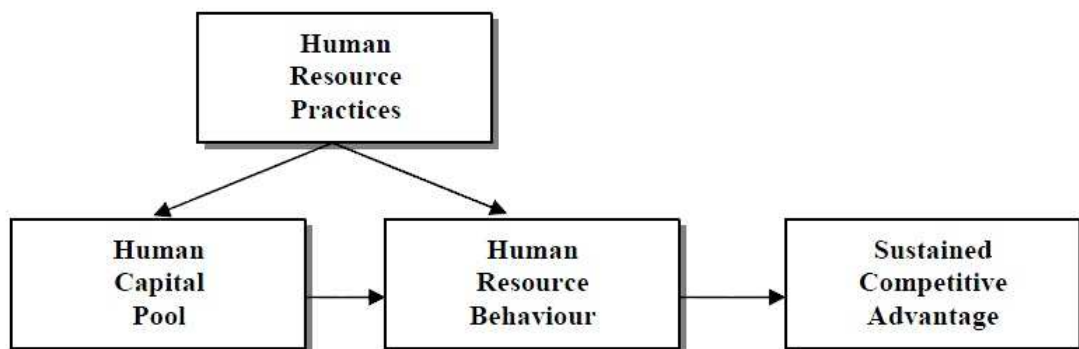 Human
Resource
Practices
Human
Capital
Pool
Human
Resource
Behaviour
Sustained
Competitive
Advantage